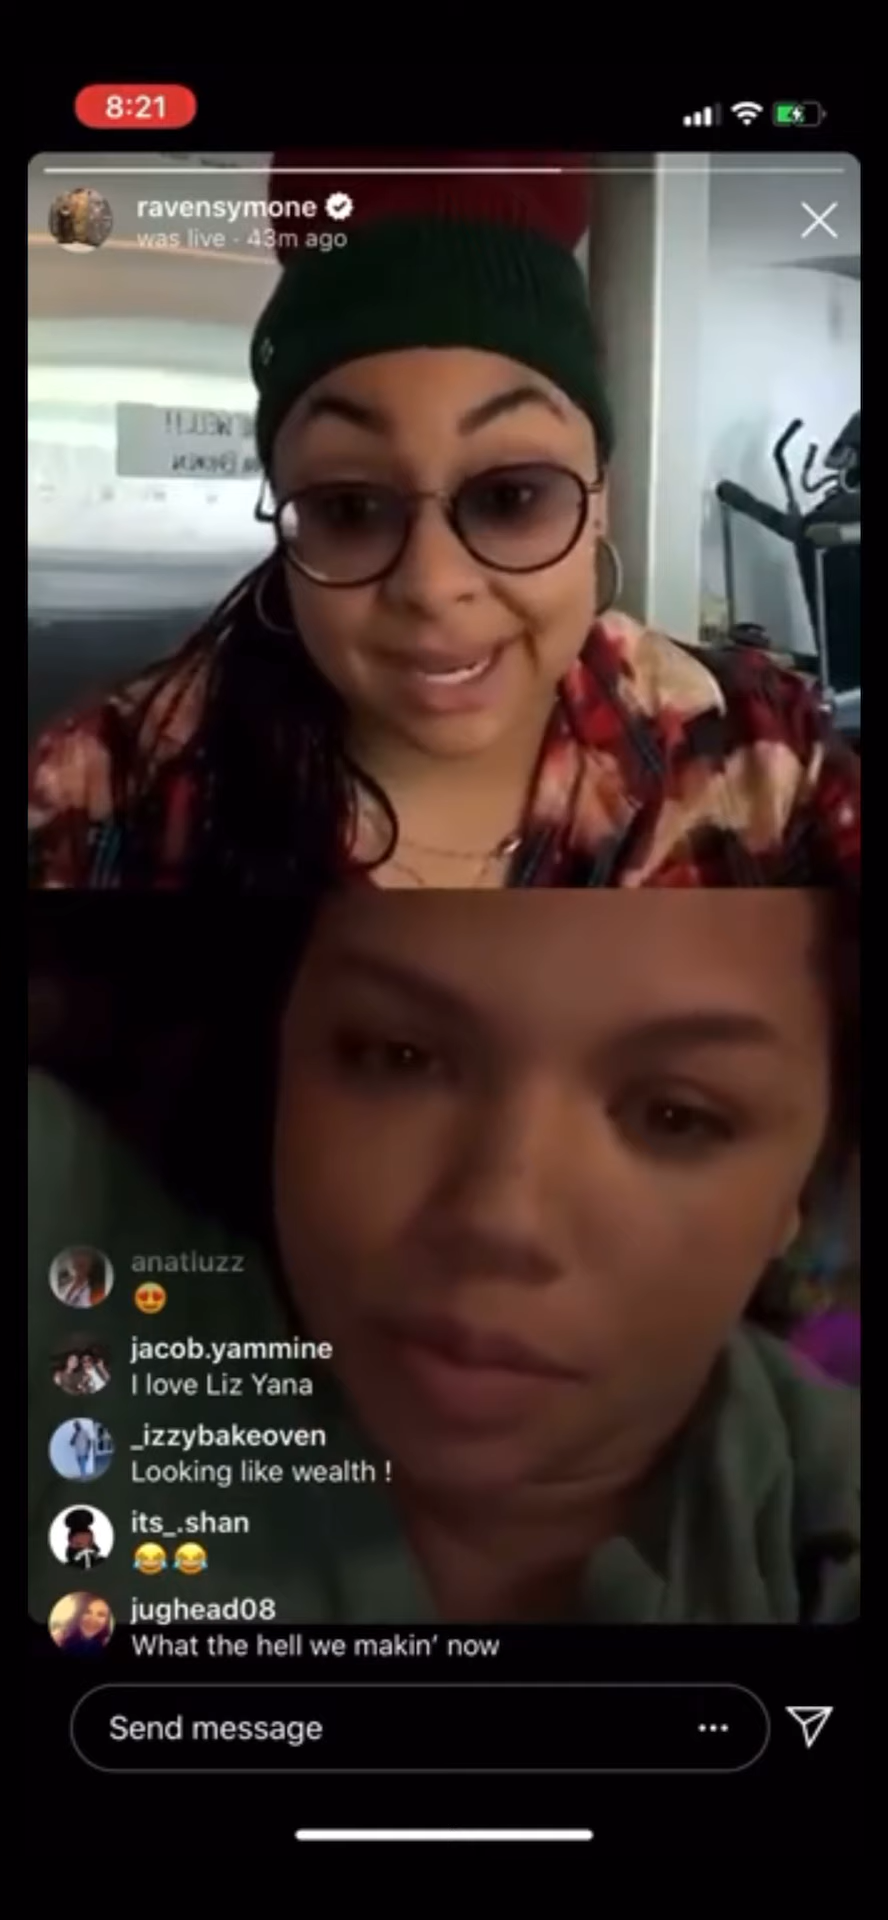 8:21
ravensymone
was live - 43m ago
anatluzz
😍
jacob.yammine
I love Liz Yana
_izzybakeoven
Looking like wealth !
its_.shan
😂😂
jughead08
What the hell we makin’ now
Send message